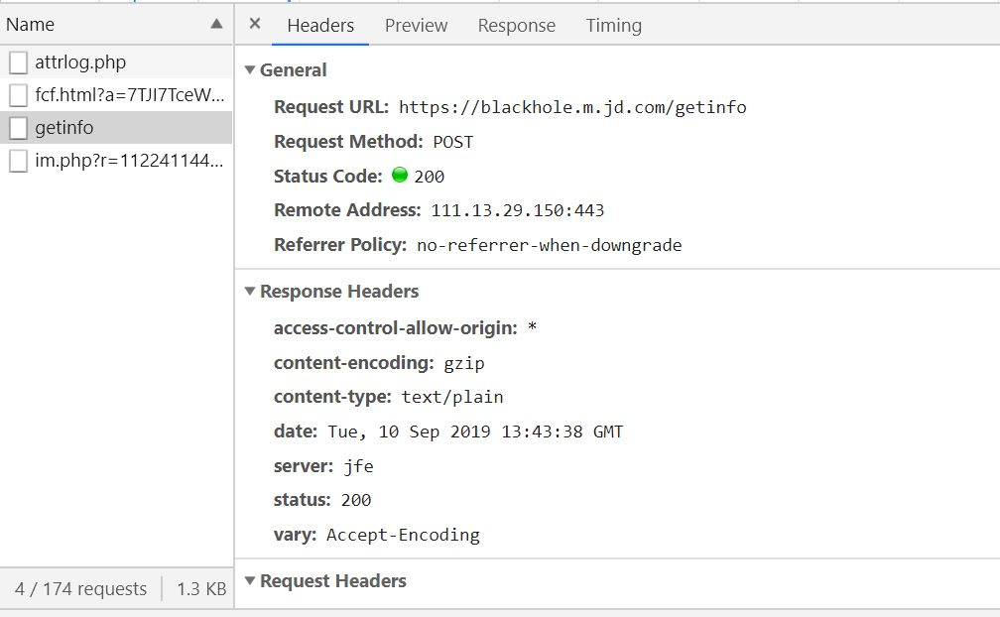 Name
attrlog.php
fcf.html?a=7TJI7TceW...
getinfo
im.php?r=112241144...
4 / 174 requests 1.3 KB
× Headers Preview Response Timing
General
Request URL: https://blackhole.m.jd.com/getinfo
Request Method: POST
Status Code: 200
Remote Address: 111.13.29.150:443
Referrer Policy: no-referrer-when-downgrade
Response Headers
access-control-allow-origin: *
content-encoding: gzip
content-type: text/plain
date: Tue, 10 Sep 2019 13:43:38 GMT
server: jfe
status: 200
vary: Accept-Encoding
Request Headers